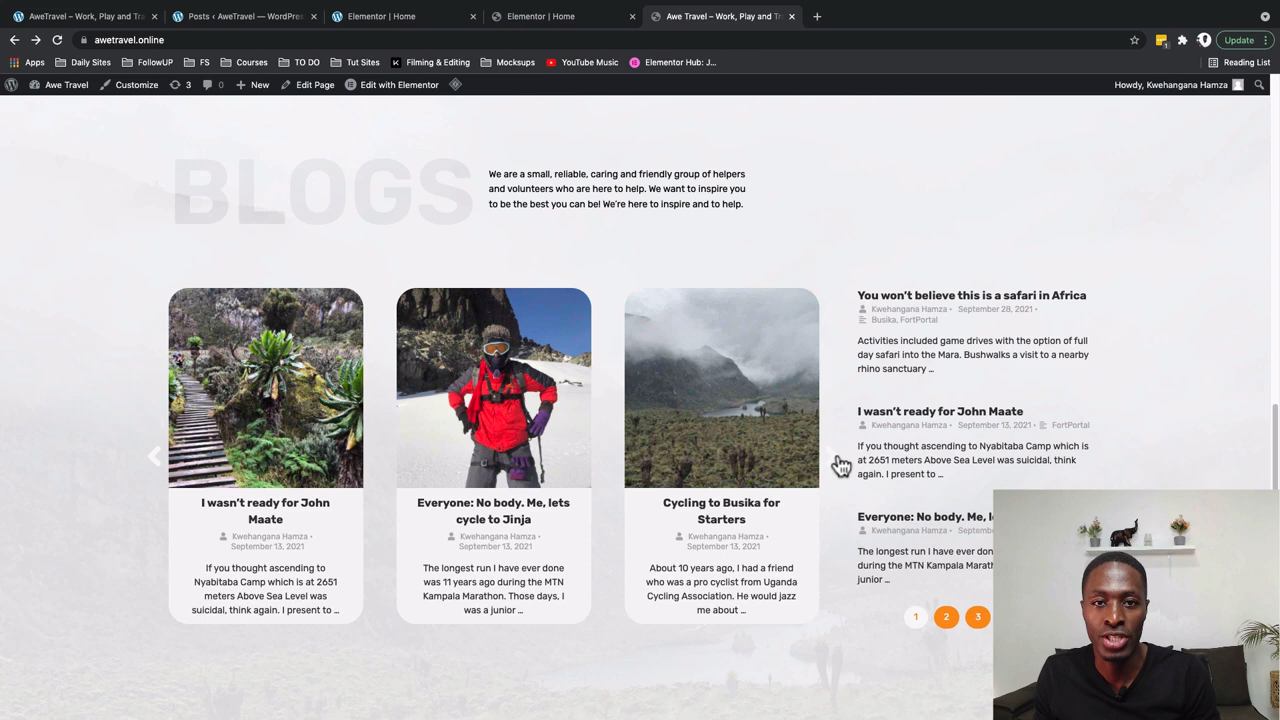 AweTravel – Work, Play and Tra
Posts ‹ AweTravel — WordPres
Elementor | Home
Elementor | Home
Awe Travel – Work, Play and Th
awetravel.online
Update
Apps
Daily Sites
FollowUP
FS
Courses
TO DO
Tut Sites
Filming & Editing
Mockups
YouTube Music
Elementor Hub: J...
Reading List
Awe Travel
Customize
3
0
New
Edit Page
Edit with Elementor
Howdy, Kwehangana Hamza
BLOGS
We are a small, reliable, caring and friendly group of helpers
and volunteers who are here to help. We want to inspire you
to be the best you can be! We're here to inspire and to help.
I wasn't ready for John
Maate
Kwehangana Hamza •
September 13, 2021
If you thought ascending to
Nyabitaba Camp which is at 2651
meters Above Sea Level was
suicidal, think again. I present to ...
Everyone: No body. Me, lets
cycle to Jinja
Kwehangana Hamza •
September 13, 2021
The longest run I have ever done
was 11 years ago during the MTN
Kampala Marathon. Those days, I
was a junior ...
Cycling to Busika for
Starters
Kwehangana Hamza •
September 13, 2021
About 10 years ago, I had a friend
who was a pro cyclist from Uganda
Cycling Association. He would jazz
me about ...
You won't believe this is a safari in Africa
Kwehangana Hamza • September 28, 2021 •
Busika, FortPortal
Activities included game drives with the option of full
day safari into the Mara. Bushwalks a visit to a nearby
rhino sanctuary ...
I wasn't ready for John Maate
Kwehangana Hamza • September 13, 2021 • FortPortal
If you thought ascending to Nyabitaba Camp which is
at 2651 meters Above Sea Level was suicidal, think
again. I present to ...
Everyone: No body. Me, l
Kwehangana Hamza • Septemb
The longest run I have ever don
during the MTN Kampala Marath
junior ...
1 2 3